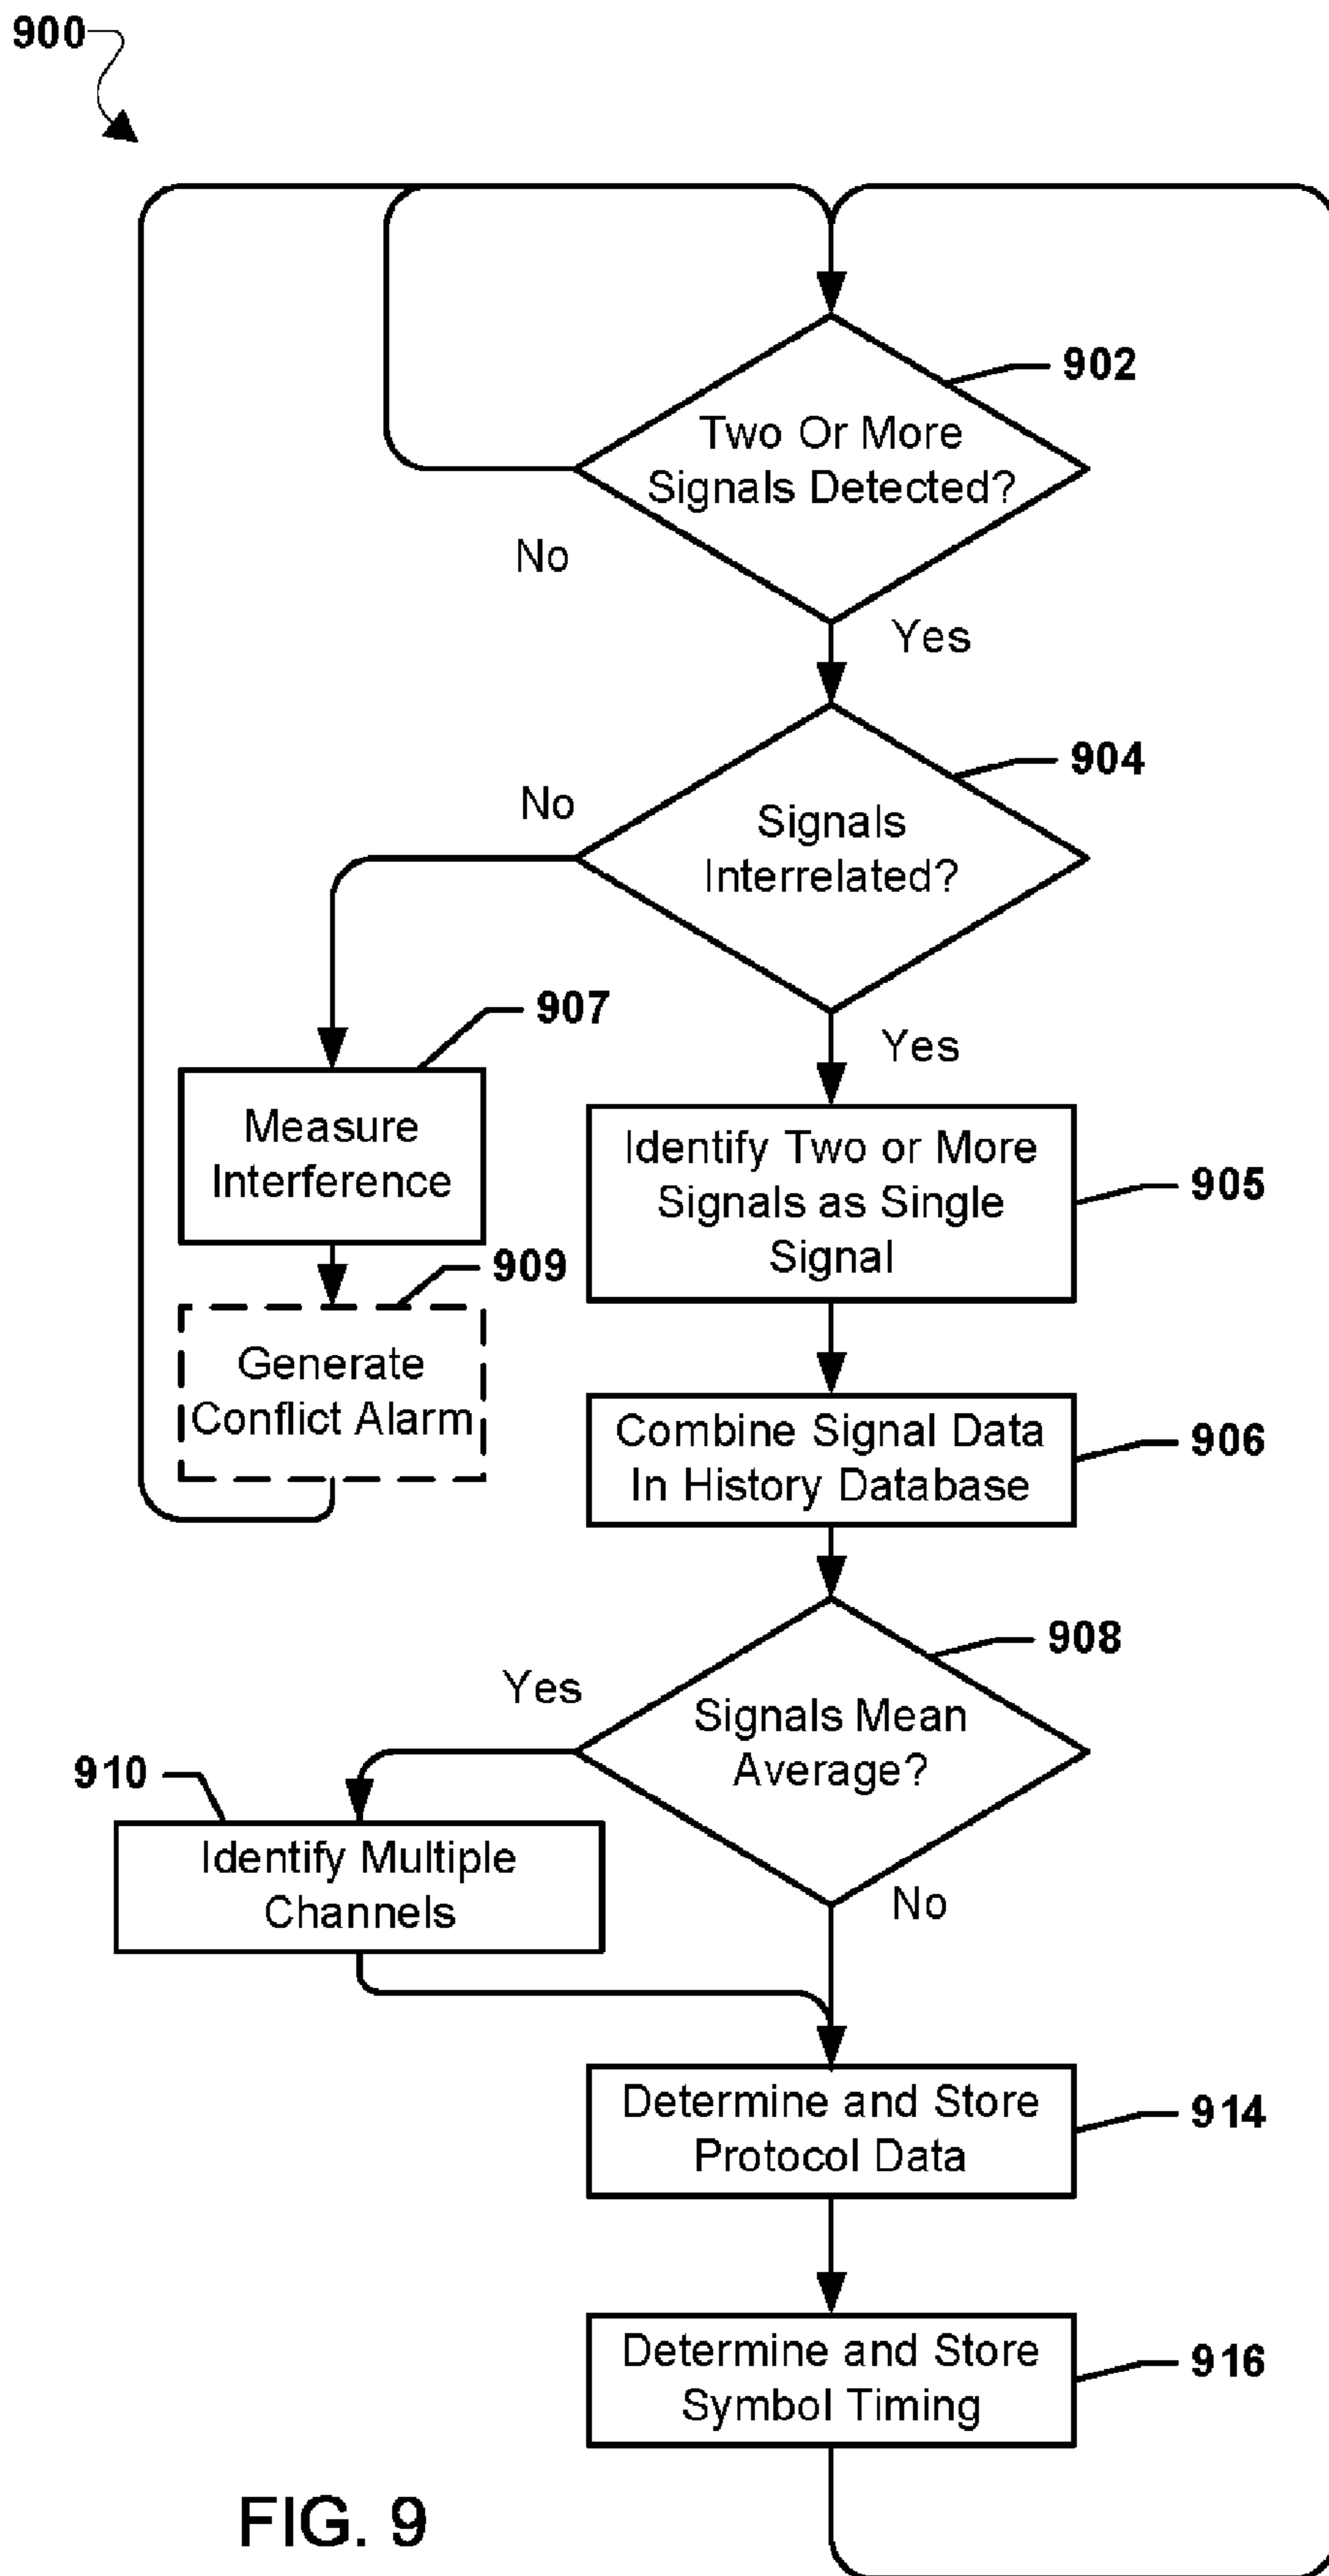 900
902
Two Or More
Signals Detected?
No
Yes
904
No
Signals
Interrelated?
907
Yes
Measure
Interference
Identify Two or More
Signals as Single
Signal
905
909
Generate
Conflict Alarm
Combine Signal Data
In History Database
906
908
Yes
Signals Mean
Average?
910
Identify Multiple
Channels
No
Determine and Store
Protocol Data
914
Determine and Store
Symbol Timing
916
FIG. 9